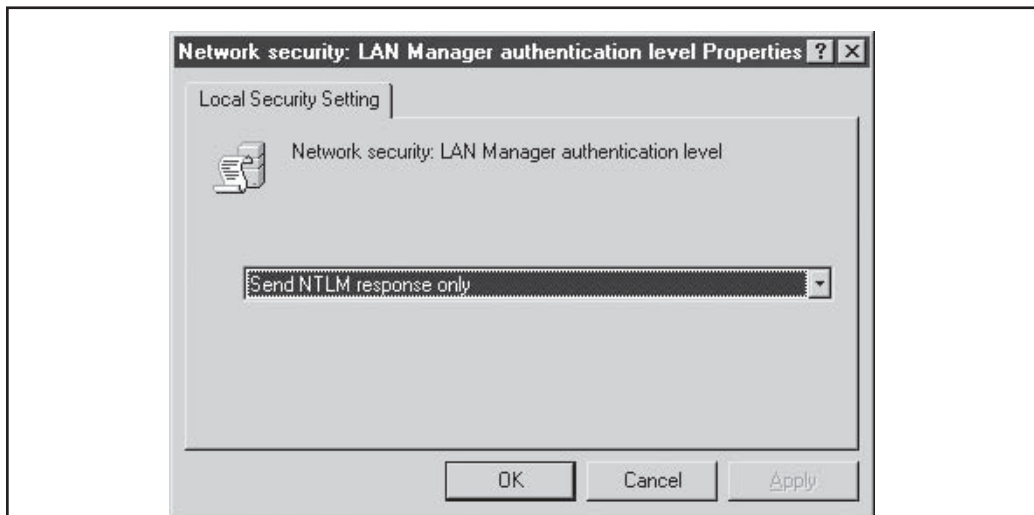 Network security: LAN Manager authentication level Properties ? ×
Local Security Setting
Network security: LAN Manager authentication level
Send NTLM response only
OK Cancel Apply